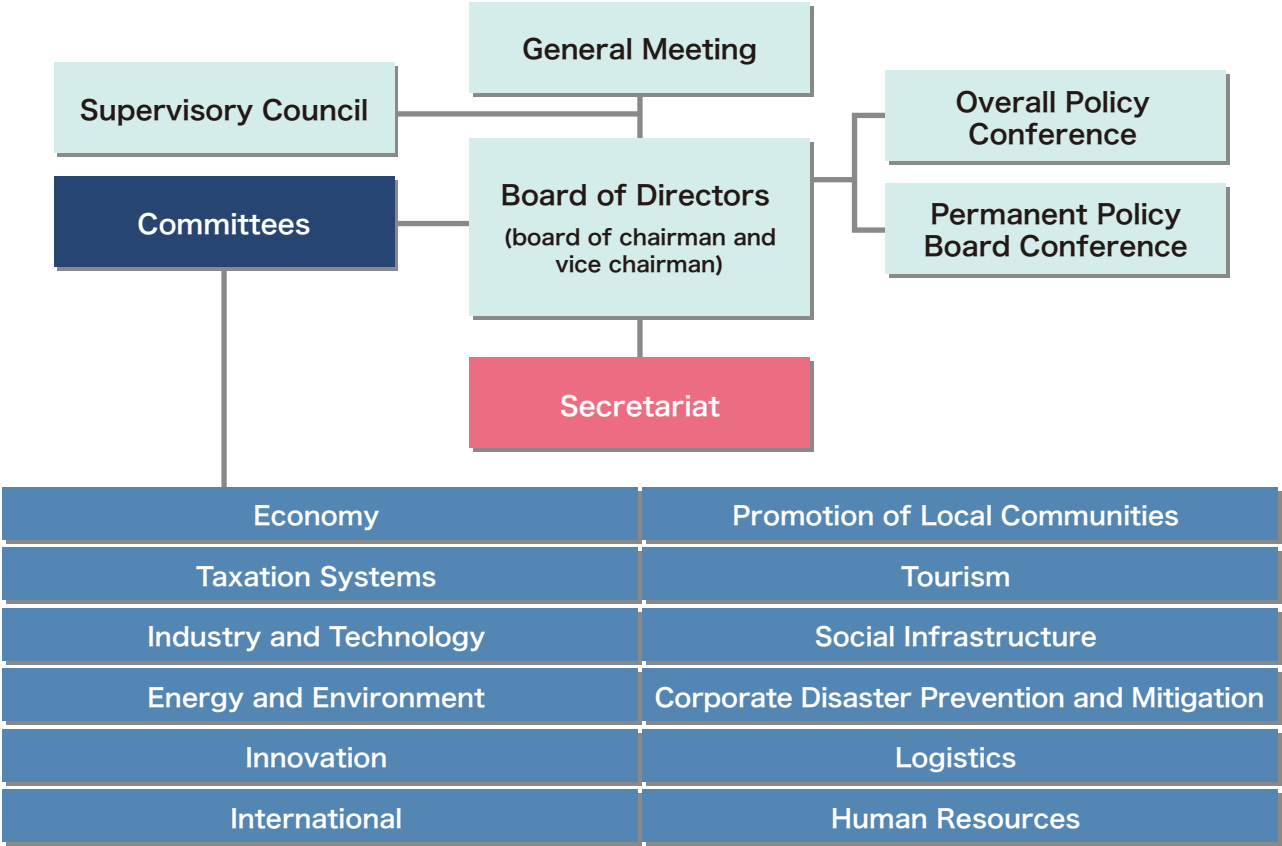 General Meeting
Supervisory Council
Overall Policy
Conference
Committees
Board of Directors
(board of chairman and
vice chairman)
Permanent Policy
Board Conference
Secretariat
Economy
Promotion of Local Communities
Taxation Systems
Tourism
Industry and Technology
Social Infrastructure
Energy and Environment
Corporate Disaster Prevention and Mitigation
Innovation
Logistics
International
Human Resources